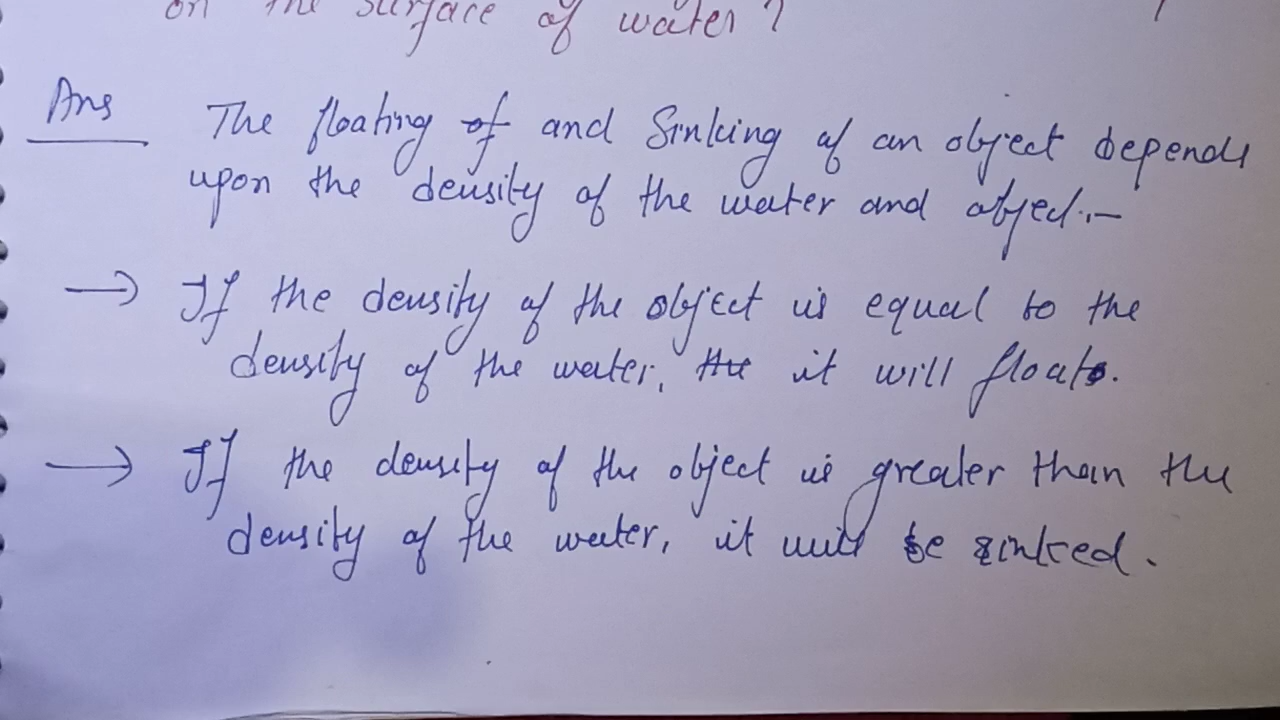 on the surface of water?
Ans The floating of and Sinking of an object depends
upon the density of the water and object:-
→ If the density of the object is equal to the
density of the water, the it will floats.
→ If the density of the object is greater than the
density of the water, it will be sinked.